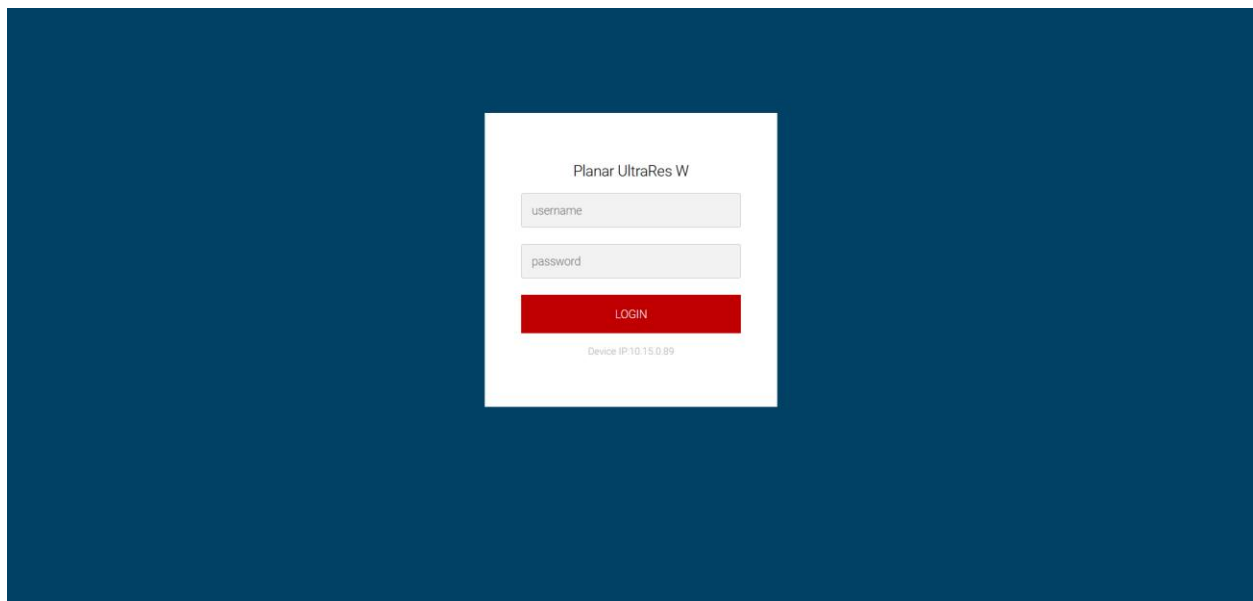 Planar UltraRes W
username
password
LOGIN
Device IP:10.15.0.89